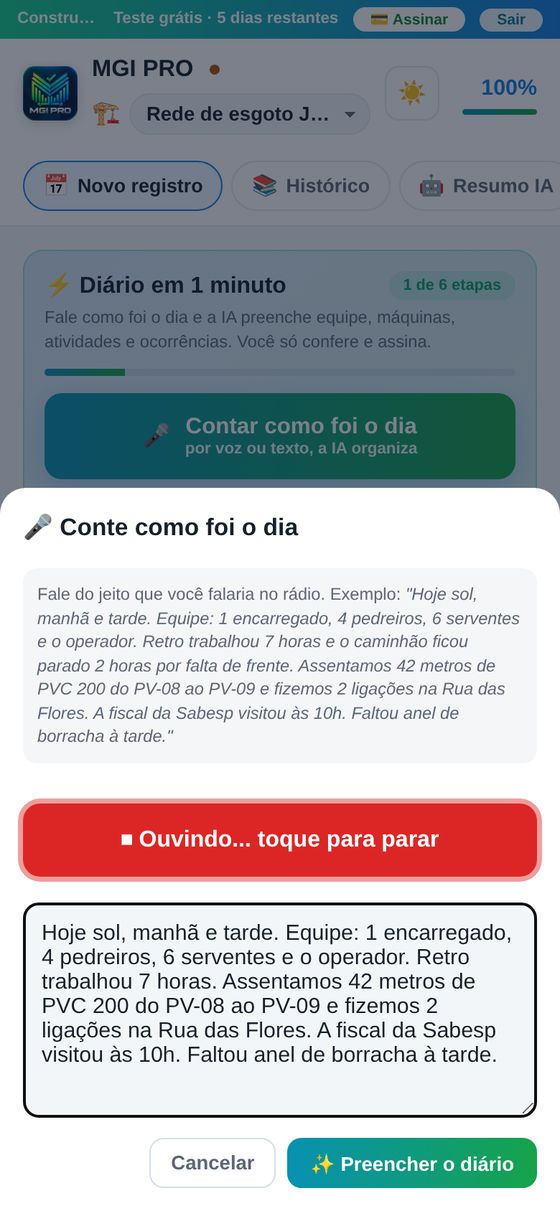 Constru...
Teste grátis · 5 dias restantes
Assinar
Sair
MGI PRO
MGI PRO
Rede de esgoto J...
100%
Novo registro
Histórico
Resumo IA
Diário em 1 minuto
1 de 6 etapas
Fale como foi o dia e a IA preenche equipe, máquinas,
atividades e ocorrências. Você só confere e assina.
Contar como foi o dia
por voz ou texto, a IA organiza
Conte como foi o dia
Fale do jeito que você falaria no rádio. Exemplo: "Hoje sol,
manhã e tarde. Equipe: 1 encarregado, 4 pedreiros, 6 serventes
e o operador. Retro trabalhou 7 horas e o caminhão ficou
parado 2 horas por falta de frente. Assentamos 42 metros de
PVC 200 do PV-08 ao PV-09 e fizemos 2 ligações na Rua das
Flores. A fiscal da Sabesp visitou às 10h. Faltou anel de
borracha à tarde."
Ouvindo... toque para parar
Hoje sol, manhã e tarde. Equipe: 1 encarregado,
4 pedreiros, 6 serventes e o operador. Retro
trabalhou 7 horas. Assentamos 42 metros de
PVC 200 do PV-08 ao PV-09 e fizemos 2
ligações na Rua das Flores. A fiscal da Sabesp
visitou às 10h. Faltou anel de borracha à tarde.
Cancelar
Preencher o diário